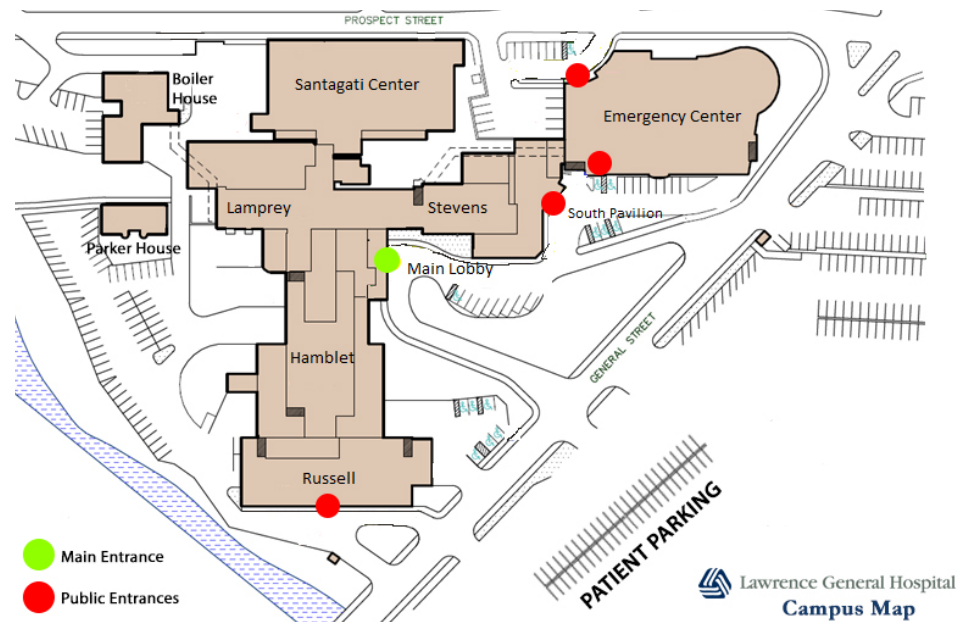 PROSPECT STREET
Boiler
House
Santagati Center
Emergency Center
Lamprey
Stevens
South Pavilion
Parker House
Main Lobby
GENERAL STREET
Hamblet
Russell
PATIENT PARKING
Main Entrance
Public Entrances
Lawrence General Hospital
Campus Map